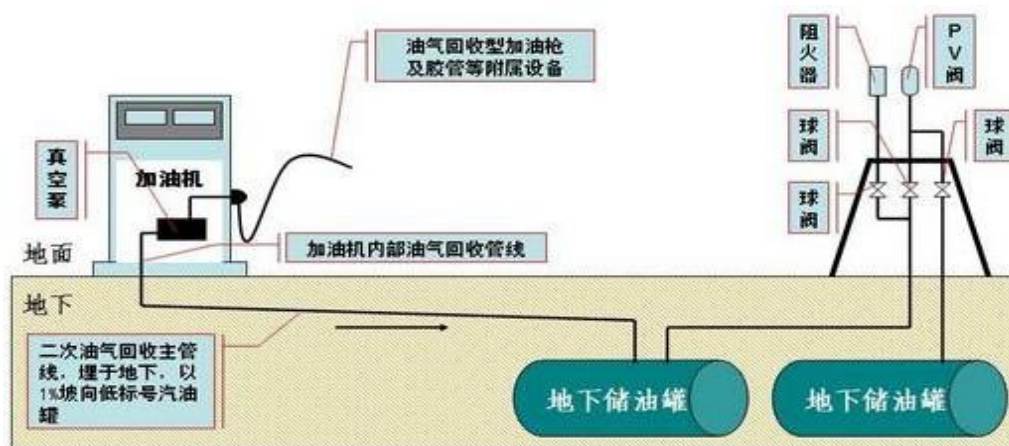 油气回收型加油枪
及胶管等附属设备
阻
火
器
P
V
阀
真
空
泵
加油机
球
阀
球
阀
球
阀
地面
加油机内部油气回收管线
地下
二次油气回收主管
线，埋于地下，以
1%坡向低标号汽油
罐
地下储油罐
地下储油罐